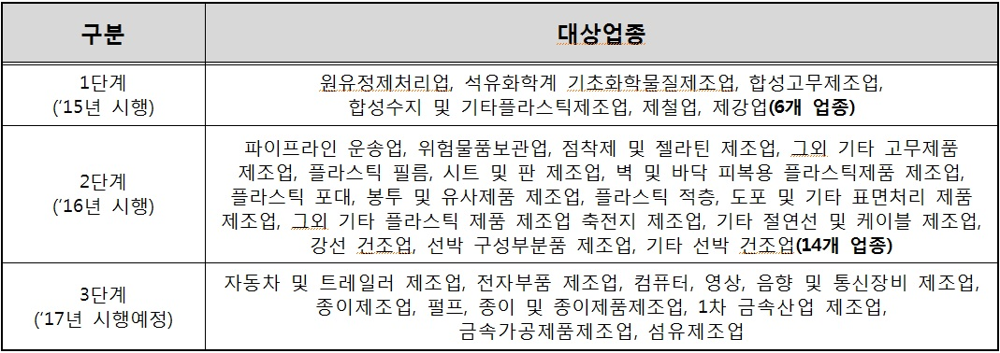 구분
대상업종
1단계
(‘15년 시행)
원유정제처리업, 석유화학계 기초화학물질제조업, 합성고무제조업,
합성수지 및 기타플라스틱제조업, 제철업, 제강업(6개 업종)
2단계
(‘16년 시행)
파이프라인 운송업, 위험물품보관업, 점착제 및 젤라틴 제조업, 그외 기타 고무제품
제조업, 플라스틱 필름, 시트 및 판 제조업, 벽 및 바닥 피복용 플라스틱제품 제조업,
플라스틱 포대, 봉투 및 유사제품 제조업, 플라스틱 적층, 도포 및 기타 표면처리 제품
제조업, 그외 기타 플라스틱 제품 제조업 축전지 제조업, 기타 절연선 및 케이블 제조업,
강선 건조업, 선박 구성부분품 제조업, 기타 선박 건조업(14개 업종)
3단계
(‘17년 시행예정)
자동차 및 트레일러 제조업, 전자부품 제조업, 컴퓨터, 영상, 음향 및 통신장비 제조업,
종이제조업, 펄프, 종이 및 종이제품제조업, 1차 금속산업 제조업,
금속가공제품제조업, 섬유제조업